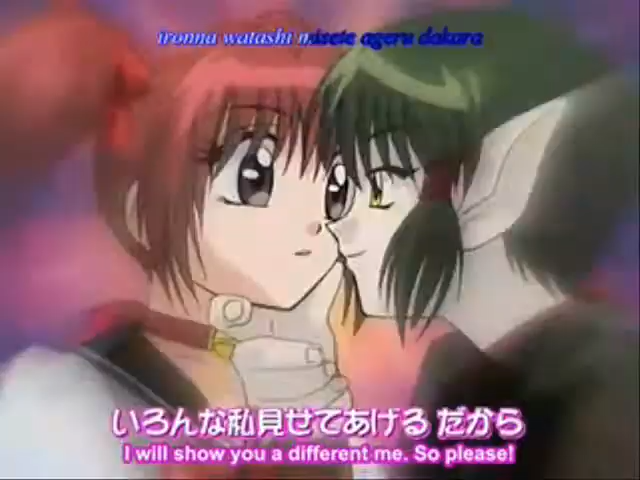 ironna watashi misete ageru dakara
いろんな私見せてあげる だから
I will show you a different me. So please!